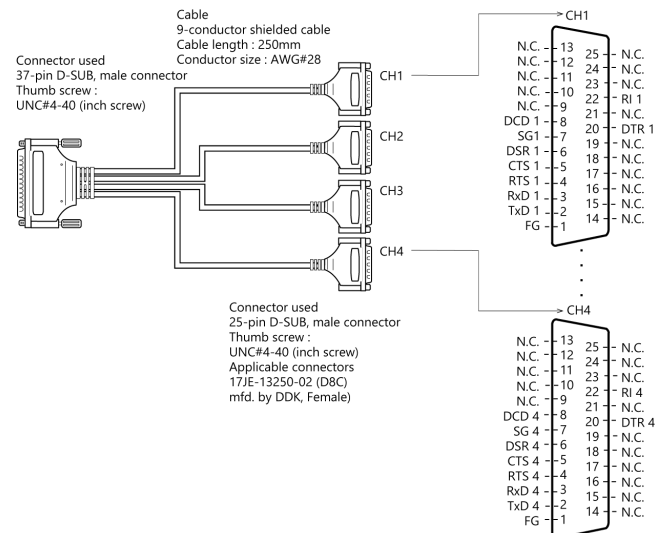 Cable
9-conductor shielded cable
Cable length : 250mm
Conductor size : AWG#28
Connector used
37-pin D-SUB, male connector
Thumb screw :
UNC#4-40 (inch screw)
CH1
CH2
CH3
CH4
Connector used
25-pin D-SUB, male connector
Thumb screw :
UNC#4-40 (inch screw)
Applicable connectors
17JE-13250-02 (D8C)
mfd. by DDK, Female)
CH1
N.C. 13
N.C. 12
N.C. 11
N.C. 10
N.C. 9
DCD 1 8
SG1 7
DSR 1 6
CTS 1 5
RTS 1 4
RxD 1 3
TxD 1 2
FG 1
25 N.C.
24 N.C.
23 N.C.
22 RI 1
21 N.C.
20 DTR 1
19 N.C.
18 N.C.
17 N.C.
16 N.C.
15 N.C.
14 N.C.
CH4
N.C. 13
N.C. 12
N.C. 11
N.C. 10
N.C. 9
DCD 4 8
SG 4 7
DSR 4 6
CTS 4 5
RTS 4 4
RxD 4 3
TxD 4 2
FG 1
25 N.C.
24 N.C.
23 N.C.
22 RI 4
21 N.C.
20 DTR 4
19 N.C.
18 N.C.
17 N.C.
16 N.C.
15 N.C.
14 N.C.